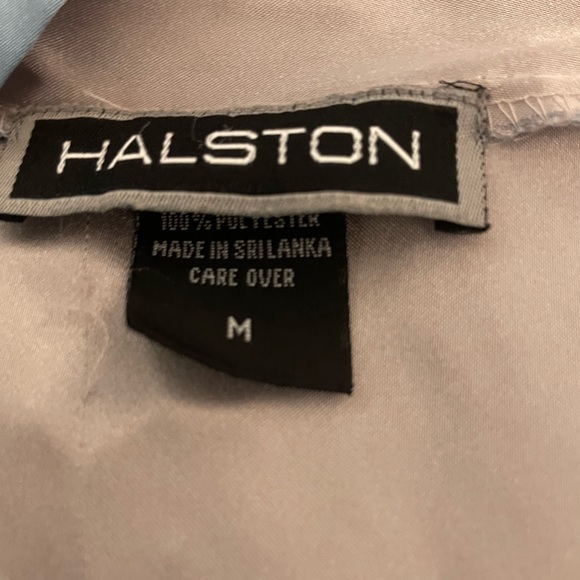 HALSTON
100% POLYESTER
MADE IN SRI LANKA
CARE OVER
M